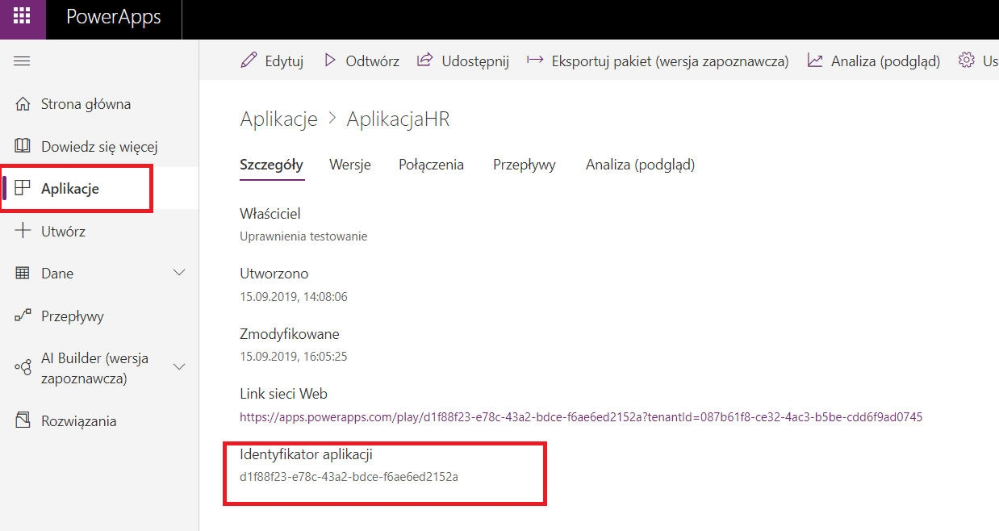 PowerApps
Edytuj
Odtwórz
Udostępnij
Eksportuj pakiet (wersja zapoznawcza)
Analiza (podgląd)
Us
Strona główna
Dowiedz się więcej
Aplikacje
Utwórz
Dane
Przepływy
AI Builder (wersja
zapoznawcza)
Rozwiązania
Aplikacje > AplikacjaHR
Szczegóły
Wersje
Połączenia
Przepływy
Analiza (podgląd)
Właściciel
Uprawnienia testowanie
Utworzono
15.09.2019, 14:08:06
Zmodyfikowane
15.09.2019, 16:05:25
Link sieci Web
https://apps.powerapps.com/play/d1f88f23-e78c-43a2-bdce-f6ae6ed2152a?tenantId=087b61f8-ce32-4ac3-b5be-cdd6f9ad0745
Identyfikator aplikacji
d1f88f23-e78c-43a2-bdce-f6ae6ed2152a